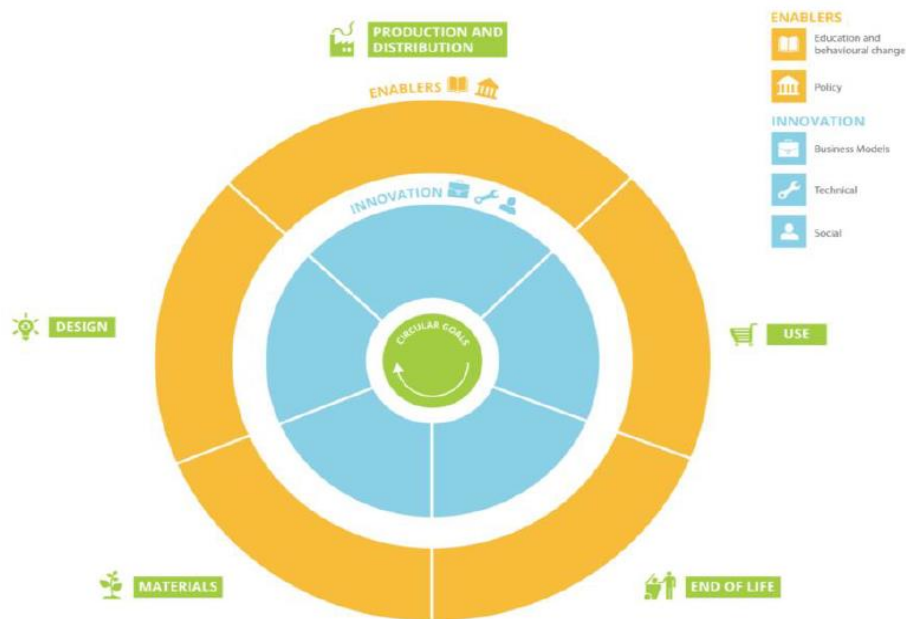 PRODUCTION AND
DISTRIBUTION
ENABLERS
INNOVATION
CIRCULAR GOALS
DESIGN
USE
MATERIALS
END OF LIFE
ENABLERS
Education and
behavioural change
Policy
INNOVATION
Business Models
Technical
Social